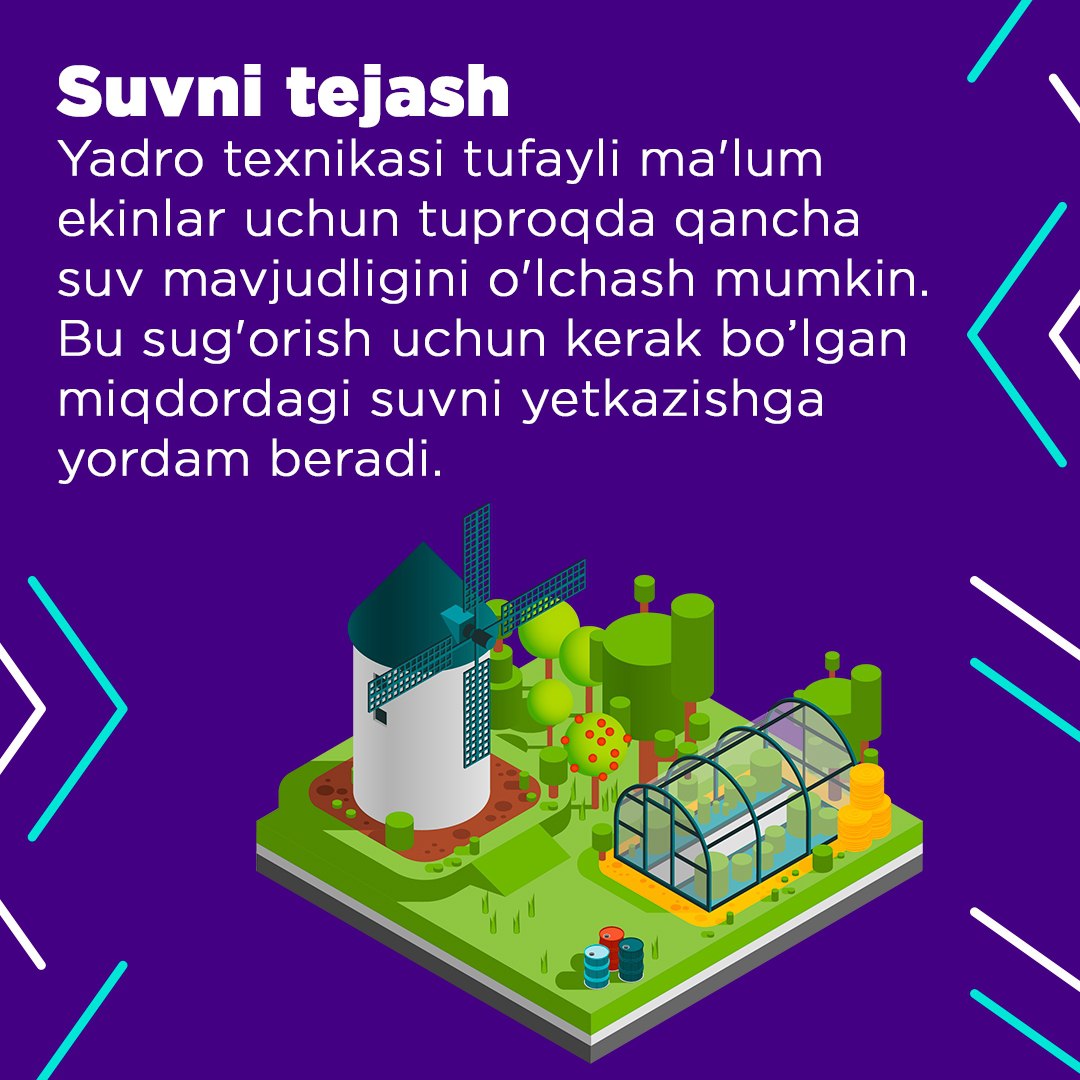 Suvni tejash
Yadro texnikasi tufayli ma'lum
ekinlar uchun tuproqda qancha
suv mavjudligini o'lchash mumkin.
Bu sug'orish uchun kerak bo’lgan
miqdordagi suvni yetkazishga
yordam beradi.